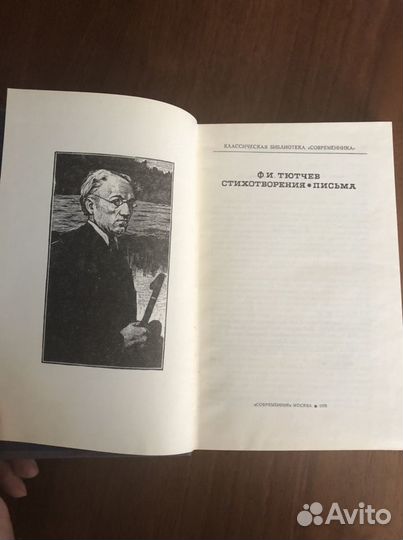 КЛАССИЧЕСКАЯ БИБЛИОТЕКА «СОВРЕМЕННИКА»
Ф.И. ТЮТЧЕВ
СТИХОТВОРЕНИЯ • ПИСЬМА
«СОВРЕМЕННИК» МОСКВА •
Avito